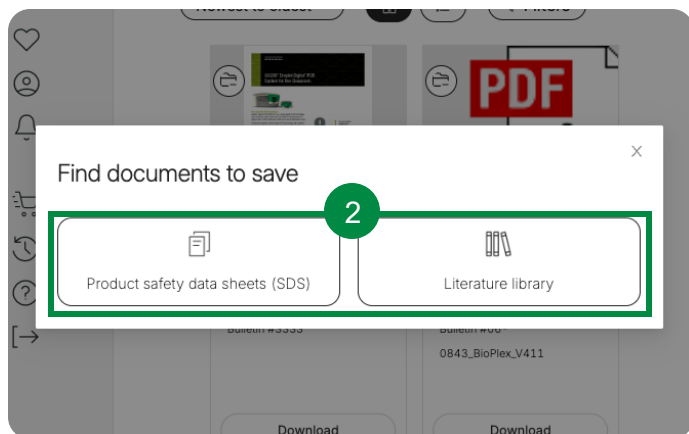 Newest to oldest
Filters
PDF
Find documents to save
2
Product safety data sheets (SDS)
Literature library
Bulletin #3333
Bulletin #06-
0843_BioPlex_V411
Download
Download